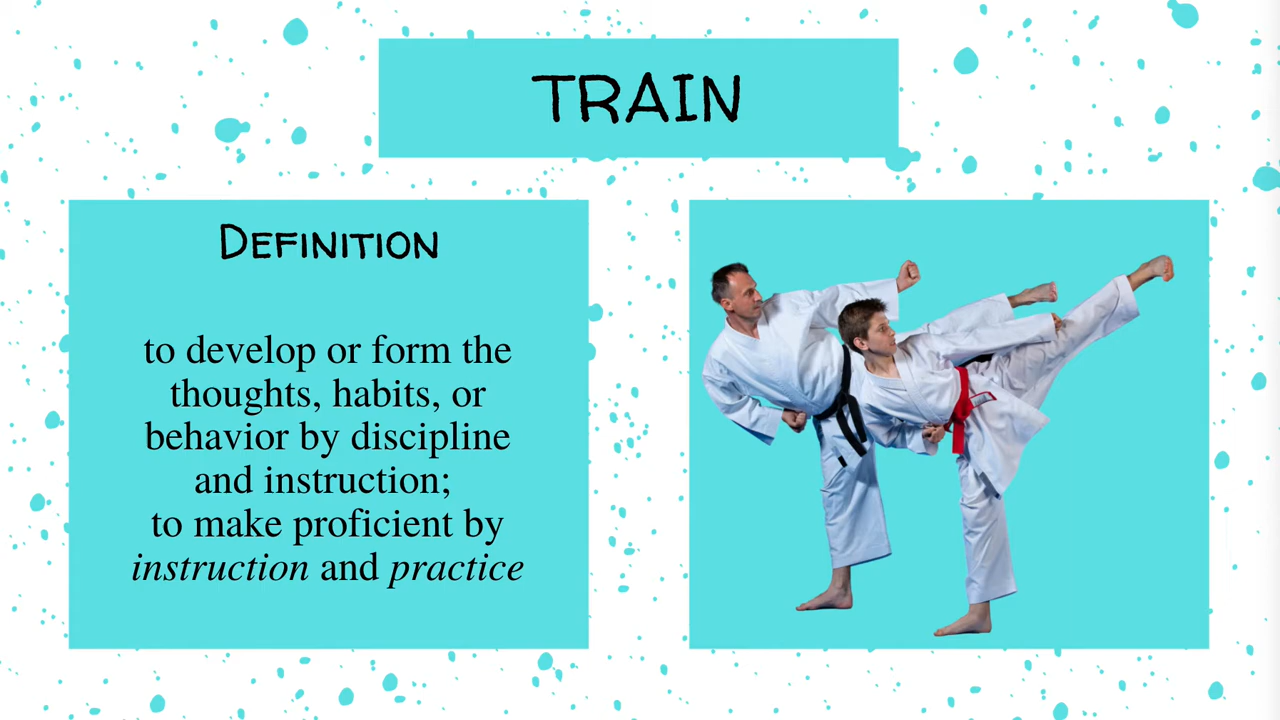 TRAIN
Definition
to develop or form the
thoughts, habits, or
behavior by discipline
and instruction;
to make proficient by
instruction and practice